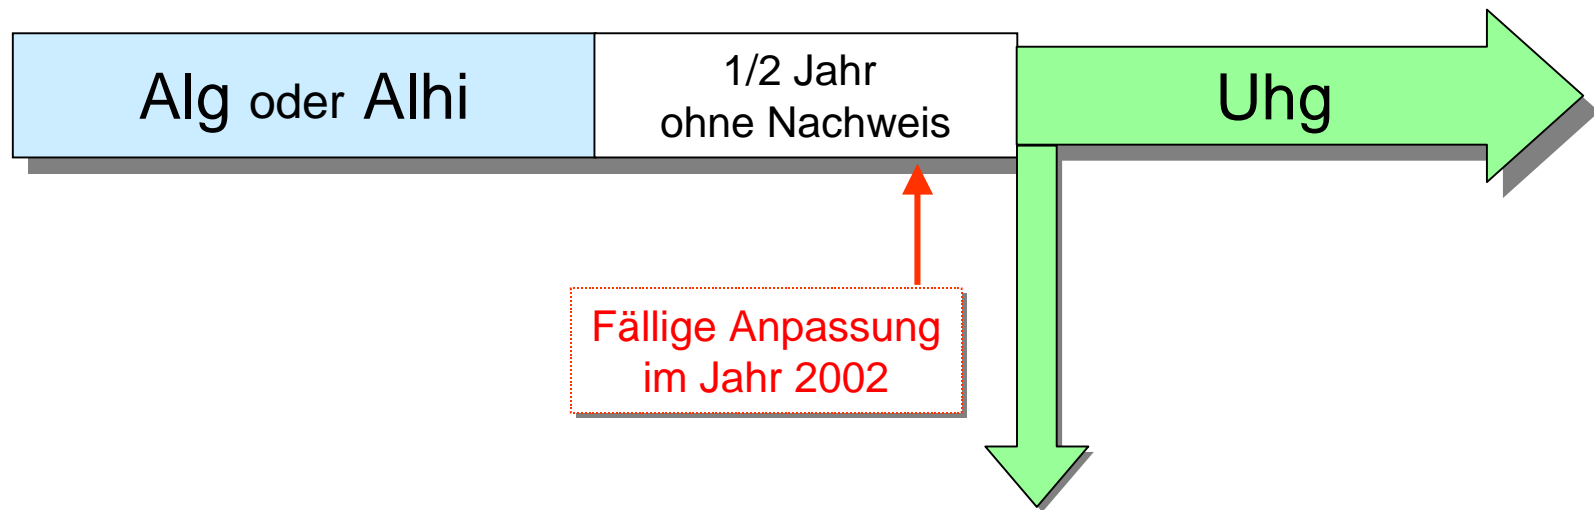 Alg oder Alhi
1/2 Jahr
ohne Nachweis
Uhg
Fällige Anpassung
im Jahr 2002